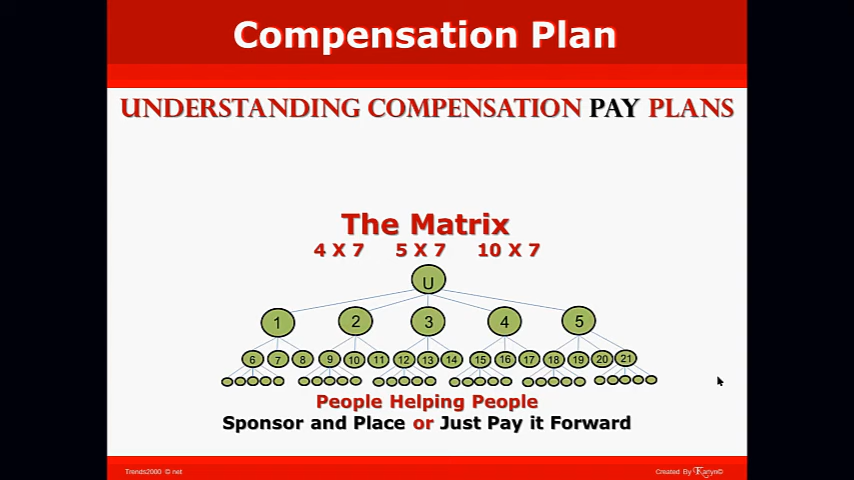 Compensation Plan
UNDERSTANDING COMPENSATION PAY PLANS
The Matrix
4 X 7 5 X 7 10 X 7
U
1 2 3 4 5
6 7 8 9 10 11 12 13 14 15 16 17 18 19 20 21
People Helping People
Sponsor and Place or Just Pay it Forward
Trends2000 © net
Created By Karlyn©